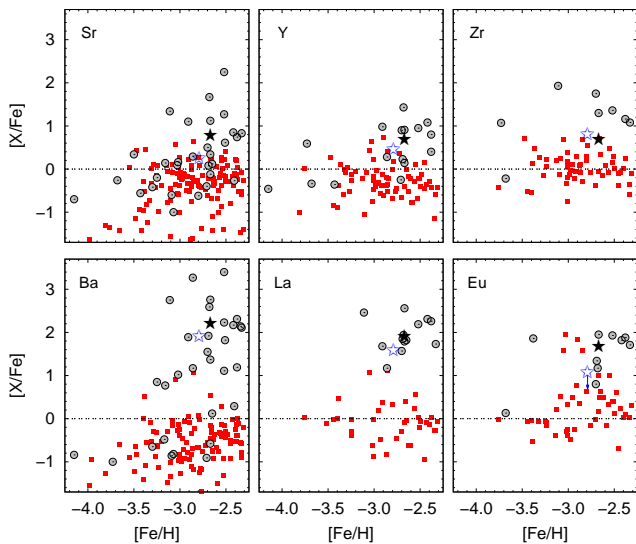 Sr Y Zr
3
2
1
0
−1
[X/Fe]
Ba La Eu
3
2
1
0
−1
[X/Fe]
−4.0 −3.5 −3.0 −2.5 −4.0 −3.5 −3.0 −2.5 −4.0 −3.5 −3.0 −2.5
[Fe/H] [Fe/H] [Fe/H]